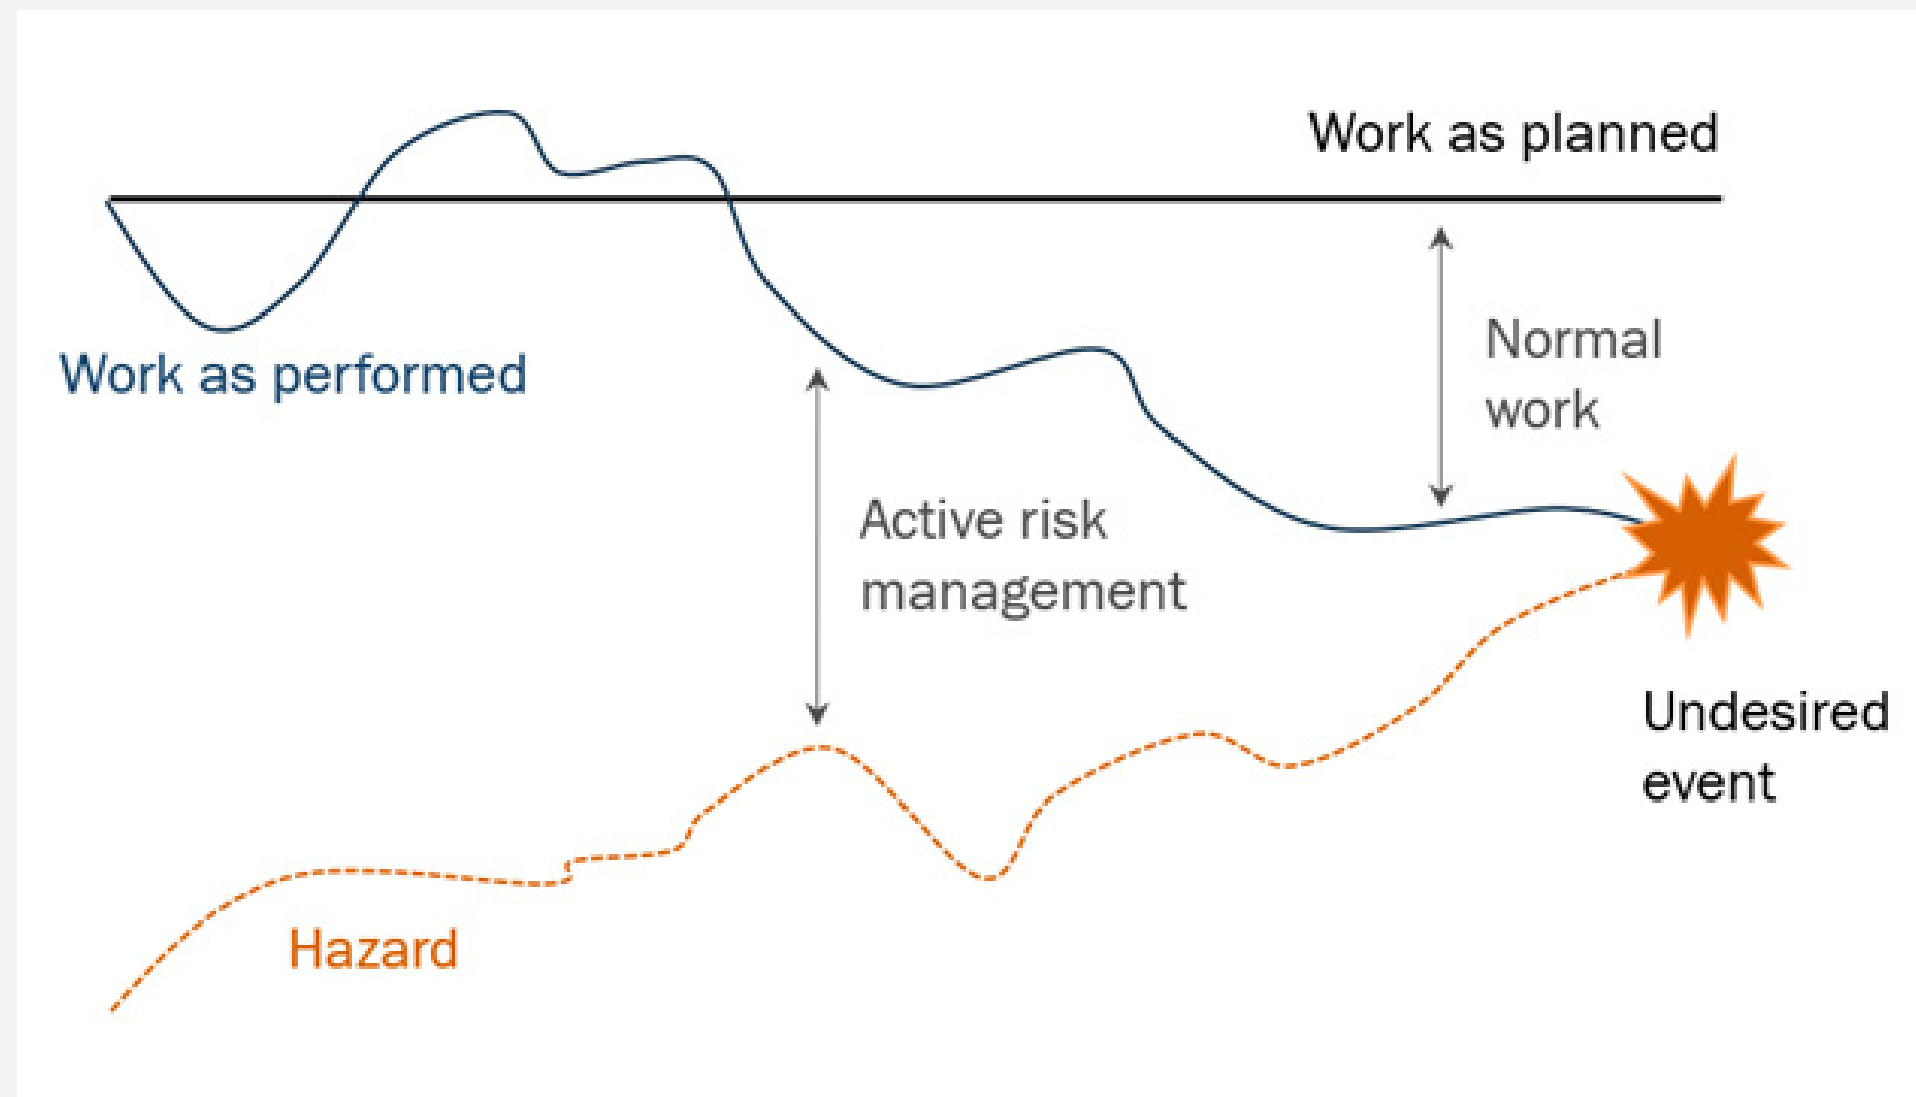 Work as planned
Normal
work
Work as performed
Active risk
management
Undesired
event
Hazard